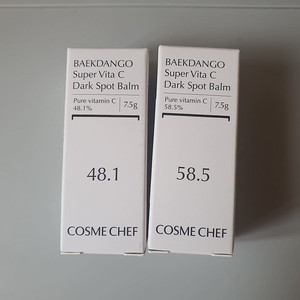 BAEKDANGO
Super Vita C
Dark Spot Balm
Pure vitamin C
48.1%
7.5g
48.1
COSME CHEF
BAEKDANGO
Super Vita C
Dark Spot Balm
Pure vitamin C
58.5%
7.5g
58.5
COSME CHEF